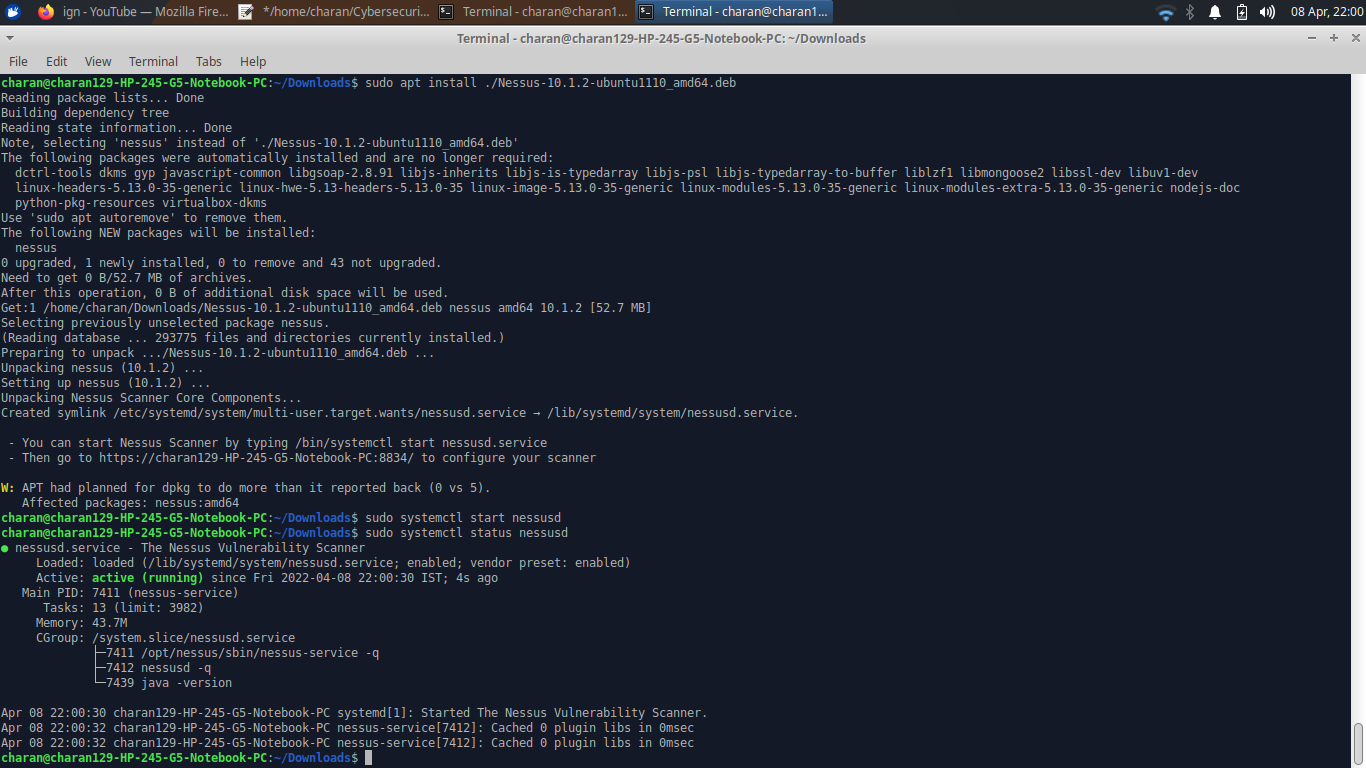 ign - YouTube — Mozilla Fire...
*/home/charan/Cybersecuri...
Terminal - charan@charan1...
Terminal - charan@charan1...
08 Apr, 22:00
Terminal - charan@charan129-HP-245-G5-Notebook-PC: ~/Downloads
File Edit View Terminal Tabs Help
charan@charan129-HP-245-G5-Notebook-PC:~/Downloads$ sudo apt install ./Nessus-10.1.2-ubuntu1110_amd64.deb
Reading package lists... Done
Building dependency tree
Reading state information... Done
Note, selecting 'nessus' instead of './Nessus-10.1.2-ubuntu1110_amd64.deb'
The following packages were automatically installed and are no longer required:
  dctrl-tools dkms gyp javascript-common libgsoap-2.8.91 libjs-inherits libjs-is-typedarray libjs-psl libjs-typedarray-to-buffer liblzf1 libmongoose2 libssl-dev libuv1-dev
  linux-headers-5.13.0-35-generic linux-hwe-5.13-headers-5.13.0-35 linux-image-5.13.0-35-generic linux-modules-5.13.0-35-generic linux-modules-extra-5.13.0-35-generic nodejs-doc
  python-pkg-resources virtualbox-dkms
Use 'sudo apt autoremove' to remove them.
The following NEW packages will be installed:
  nessus
0 upgraded, 1 newly installed, 0 to remove and 43 not upgraded.
Need to get 0 B/52.7 MB of archives.
After this operation, 0 B of additional disk space will be used.
Get:1 /home/charan/Downloads/Nessus-10.1.2-ubuntu1110_amd64.deb nessus amd64 10.1.2 [52.7 MB]
Selecting previously unselected package nessus.
(Reading database ... 293775 files and directories currently installed.)
Preparing to unpack .../Nessus-10.1.2-ubuntu1110_amd64.deb ...
Unpacking nessus (10.1.2) ...
Setting up nessus (10.1.2) ...
Unpacking Nessus Scanner Core Components...
Created symlink /etc/systemd/system/multi-user.target.wants/nessusd.service → /lib/systemd/system/nessusd.service.
 - You can start Nessus Scanner by typing /bin/systemctl start nessusd.service
 - Then go to https://charan129-HP-245-G5-Notebook-PC:8834/ to configure your scanner
W: APT had planned for dpkg to do more than it reported back (0 vs 5).
   Affected packages: nessus:amd64
charan@charan129-HP-245-G5-Notebook-PC:~/Downloads$ sudo systemctl start nessusd
charan@charan129-HP-245-G5-Notebook-PC:~/Downloads$ sudo systemctl status nessusd
● nessusd.service - The Nessus Vulnerability Scanner
     Loaded: loaded (/lib/systemd/system/nessusd.service; enabled; vendor preset: enabled)
     Active: active (running) since Fri 2022-04-08 22:00:30 IST; 4s ago
   Main PID: 7411 (nessus-service)
      Tasks: 13 (limit: 3982)
     Memory: 43.7M
     CGroup: /system.slice/nessusd.service
             ├─7411 /opt/nessus/sbin/nessus-service -q
             ├─7412 nessusd -q
             └─7439 java -version
Apr 08 22:00:30 charan129-HP-245-G5-Notebook-PC systemd[1]: Started The Nessus Vulnerability Scanner.
Apr 08 22:00:32 charan129-HP-245-G5-Notebook-PC nessus-service[7412]: Cached 0 plugin libs in 0msec
Apr 08 22:00:32 charan129-HP-245-G5-Notebook-PC nessus-service[7412]: Cached 0 plugin libs in 0msec
charan@charan129-HP-245-G5-Notebook-PC:~/Downloads$